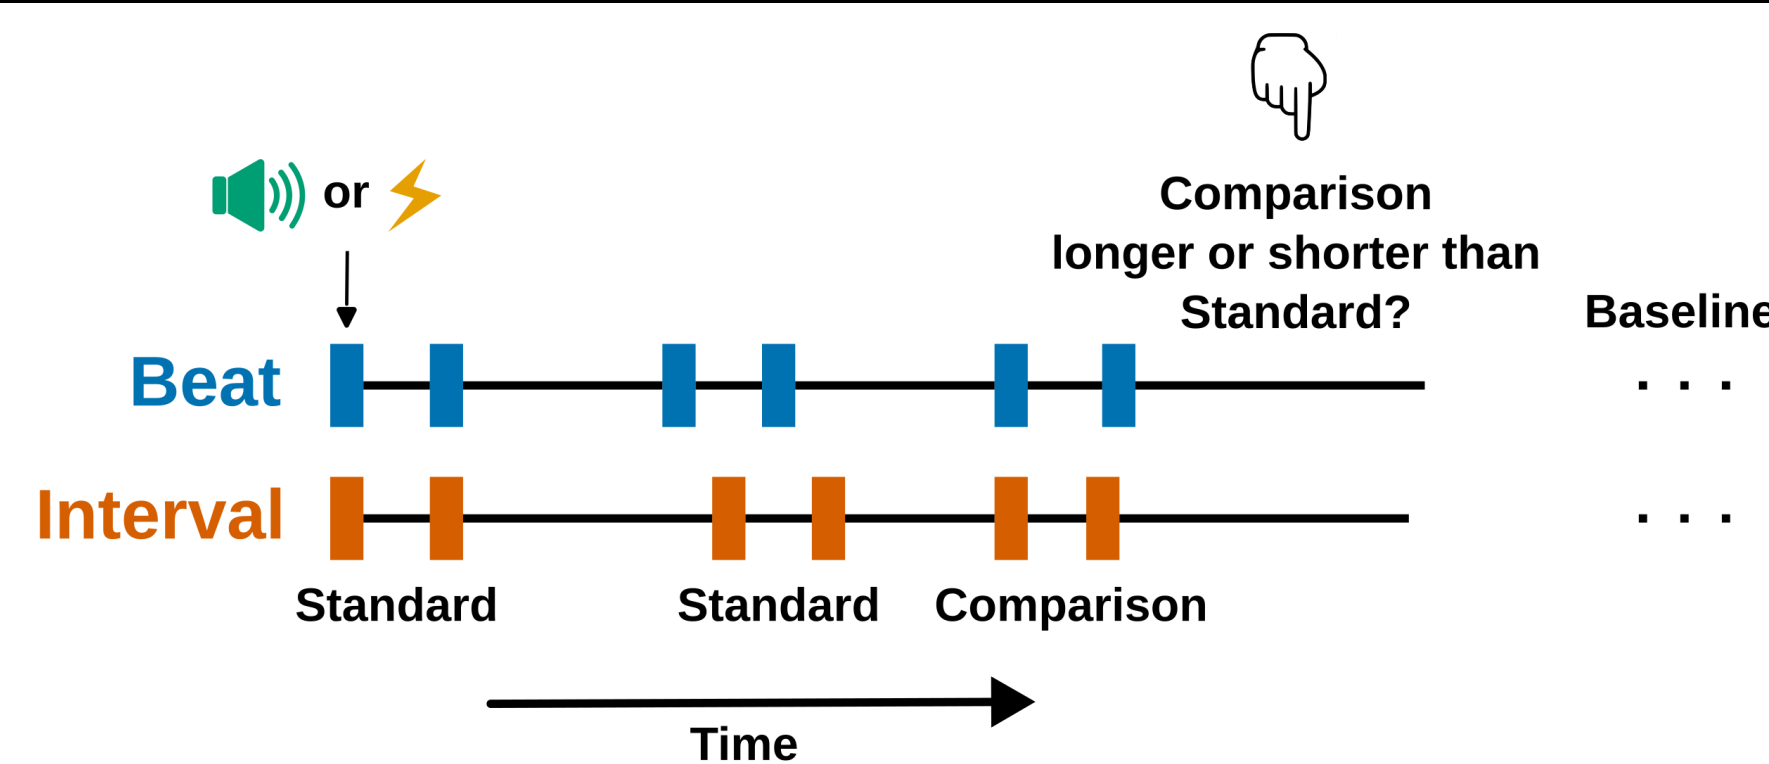 or
Comparison
longer or shorter than
Standard?
Baseline
Beat
. . .
Interval
. . .
Standard Standard Comparison
Time